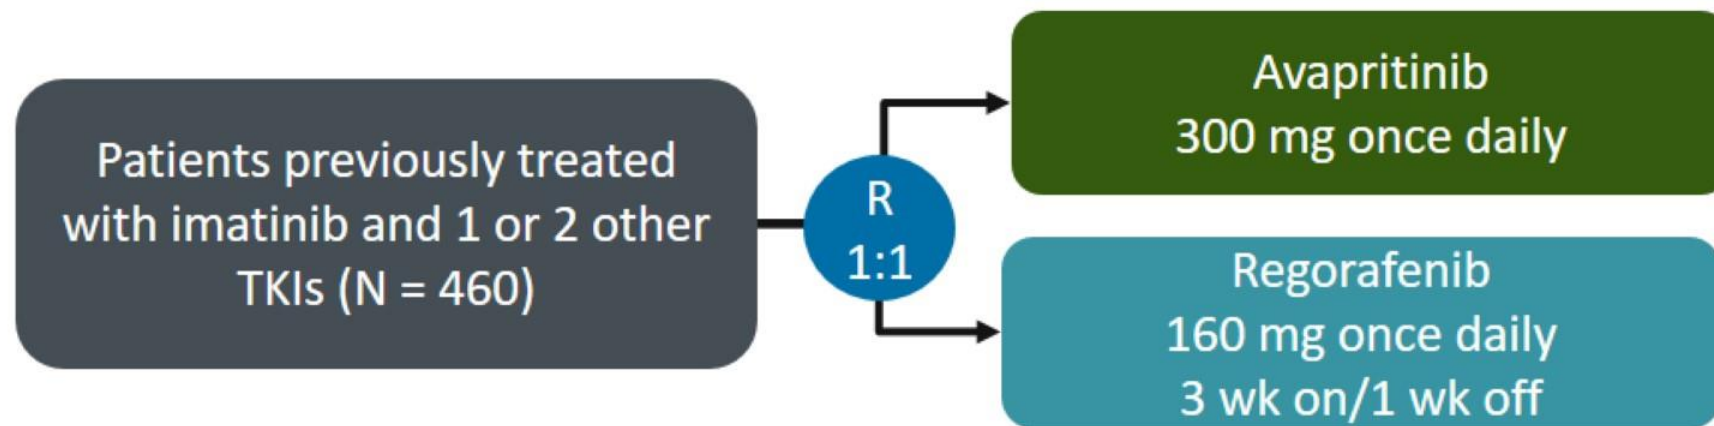 Patients previously treated
with imatinib and 1 or 2 other
TKIs (N = 460)
R
1:1
Avapritinib
300 mg once daily
Regorafenib
160 mg once daily
3 wk on/1 wk off